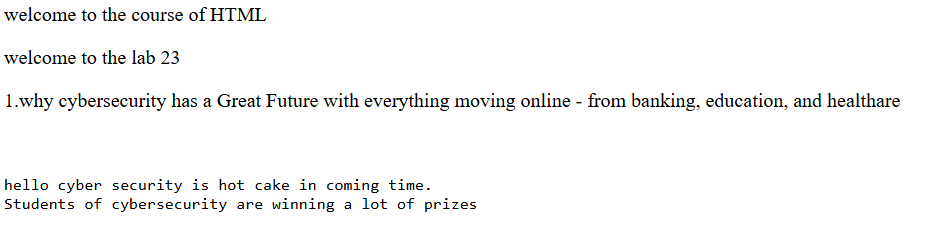 welcome to the course of HTML
welcome to the lab 23
1.why cybersecurity has a Great Future with everything moving online - from banking, education, and healthare
hello cyber security is hot cake in coming time.
Students of cybersecurity are winning a lot of prizes